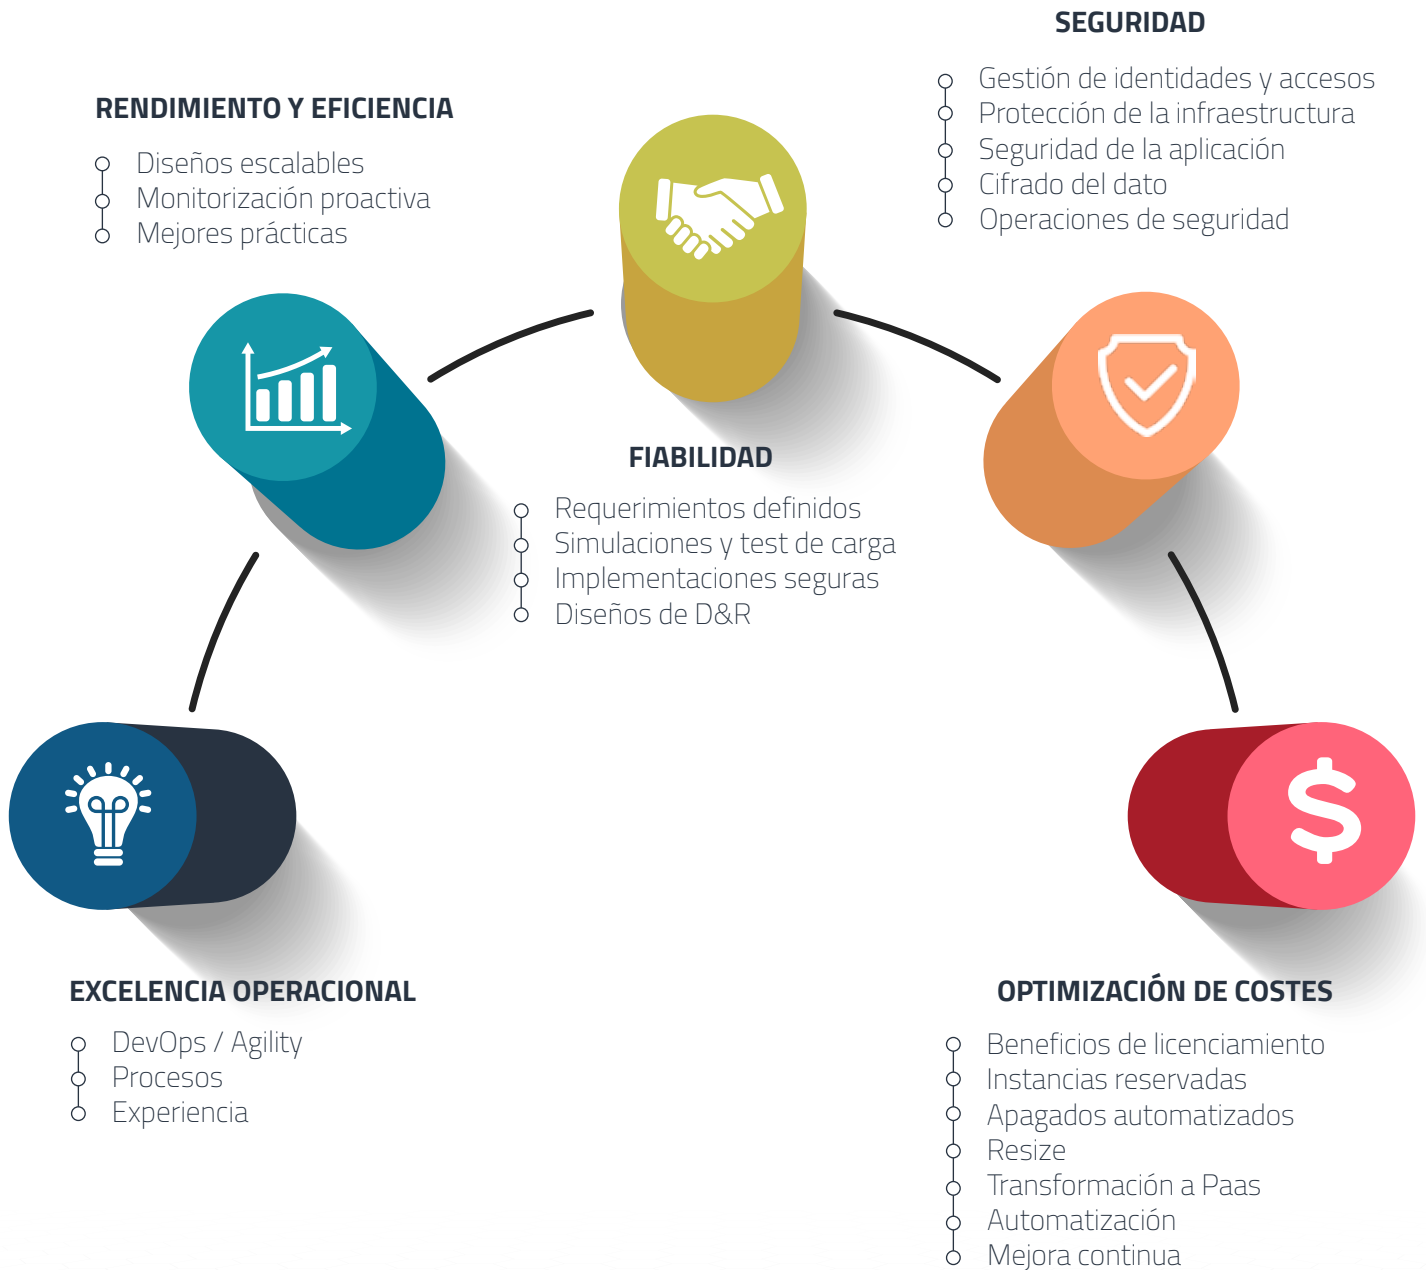 RENDIMIENTO Y EFICIENCIA
Diseños escalables
Monitorización proactiva
Mejores prácticas
SEGURIDAD
Gestión de identidades y accesos
Protección de la infraestructura
Seguridad de la aplicación
Cifrado del dato
Operaciones de seguridad
FIABILIDAD
Requerimientos definidos
Simulaciones y test de carga
Implementaciones seguras
Diseños de D&R
EXCELENCIA OPERACIONAL
DevOps / Agility
Procesos
Experiencia
OPTIMIZACIÓN DE COSTES
Beneficios de licenciamiento
Instancias reservadas
Apagados automatizados
Resize
Transformación a Paas
Automatización
Mejora continua